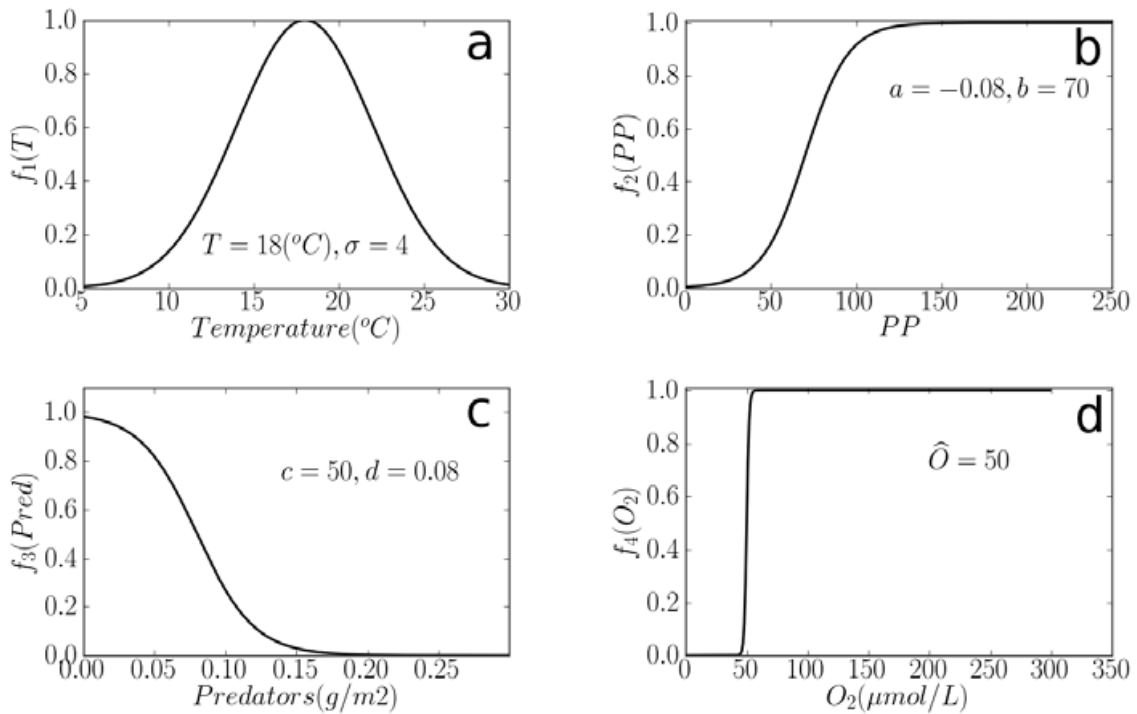 a
1.0
0.8
0.6
0.4
0.2
0.0
f₁(T)
T = 18(°C), σ = 4
5 10 15 20 25 30
Temperature(°C)
b
1.0
0.8
0.6
0.4
0.2
0.0
f₂(PP)
a = −0.08, b = 70
0 50 100 150 200 250
PP
c
1.0
0.8
0.6
0.4
0.2
0.0
f₃(Pred)
c = 50, d = 0.08
0.00 0.05 0.10 0.15 0.20 0.25
Predators(g/m2)
d
1.0
0.8
0.6
0.4
0.2
0.0
f₄(O₂)
Ô = 50
0 50 100 150 200 250 300 350
O₂(μmol/L)